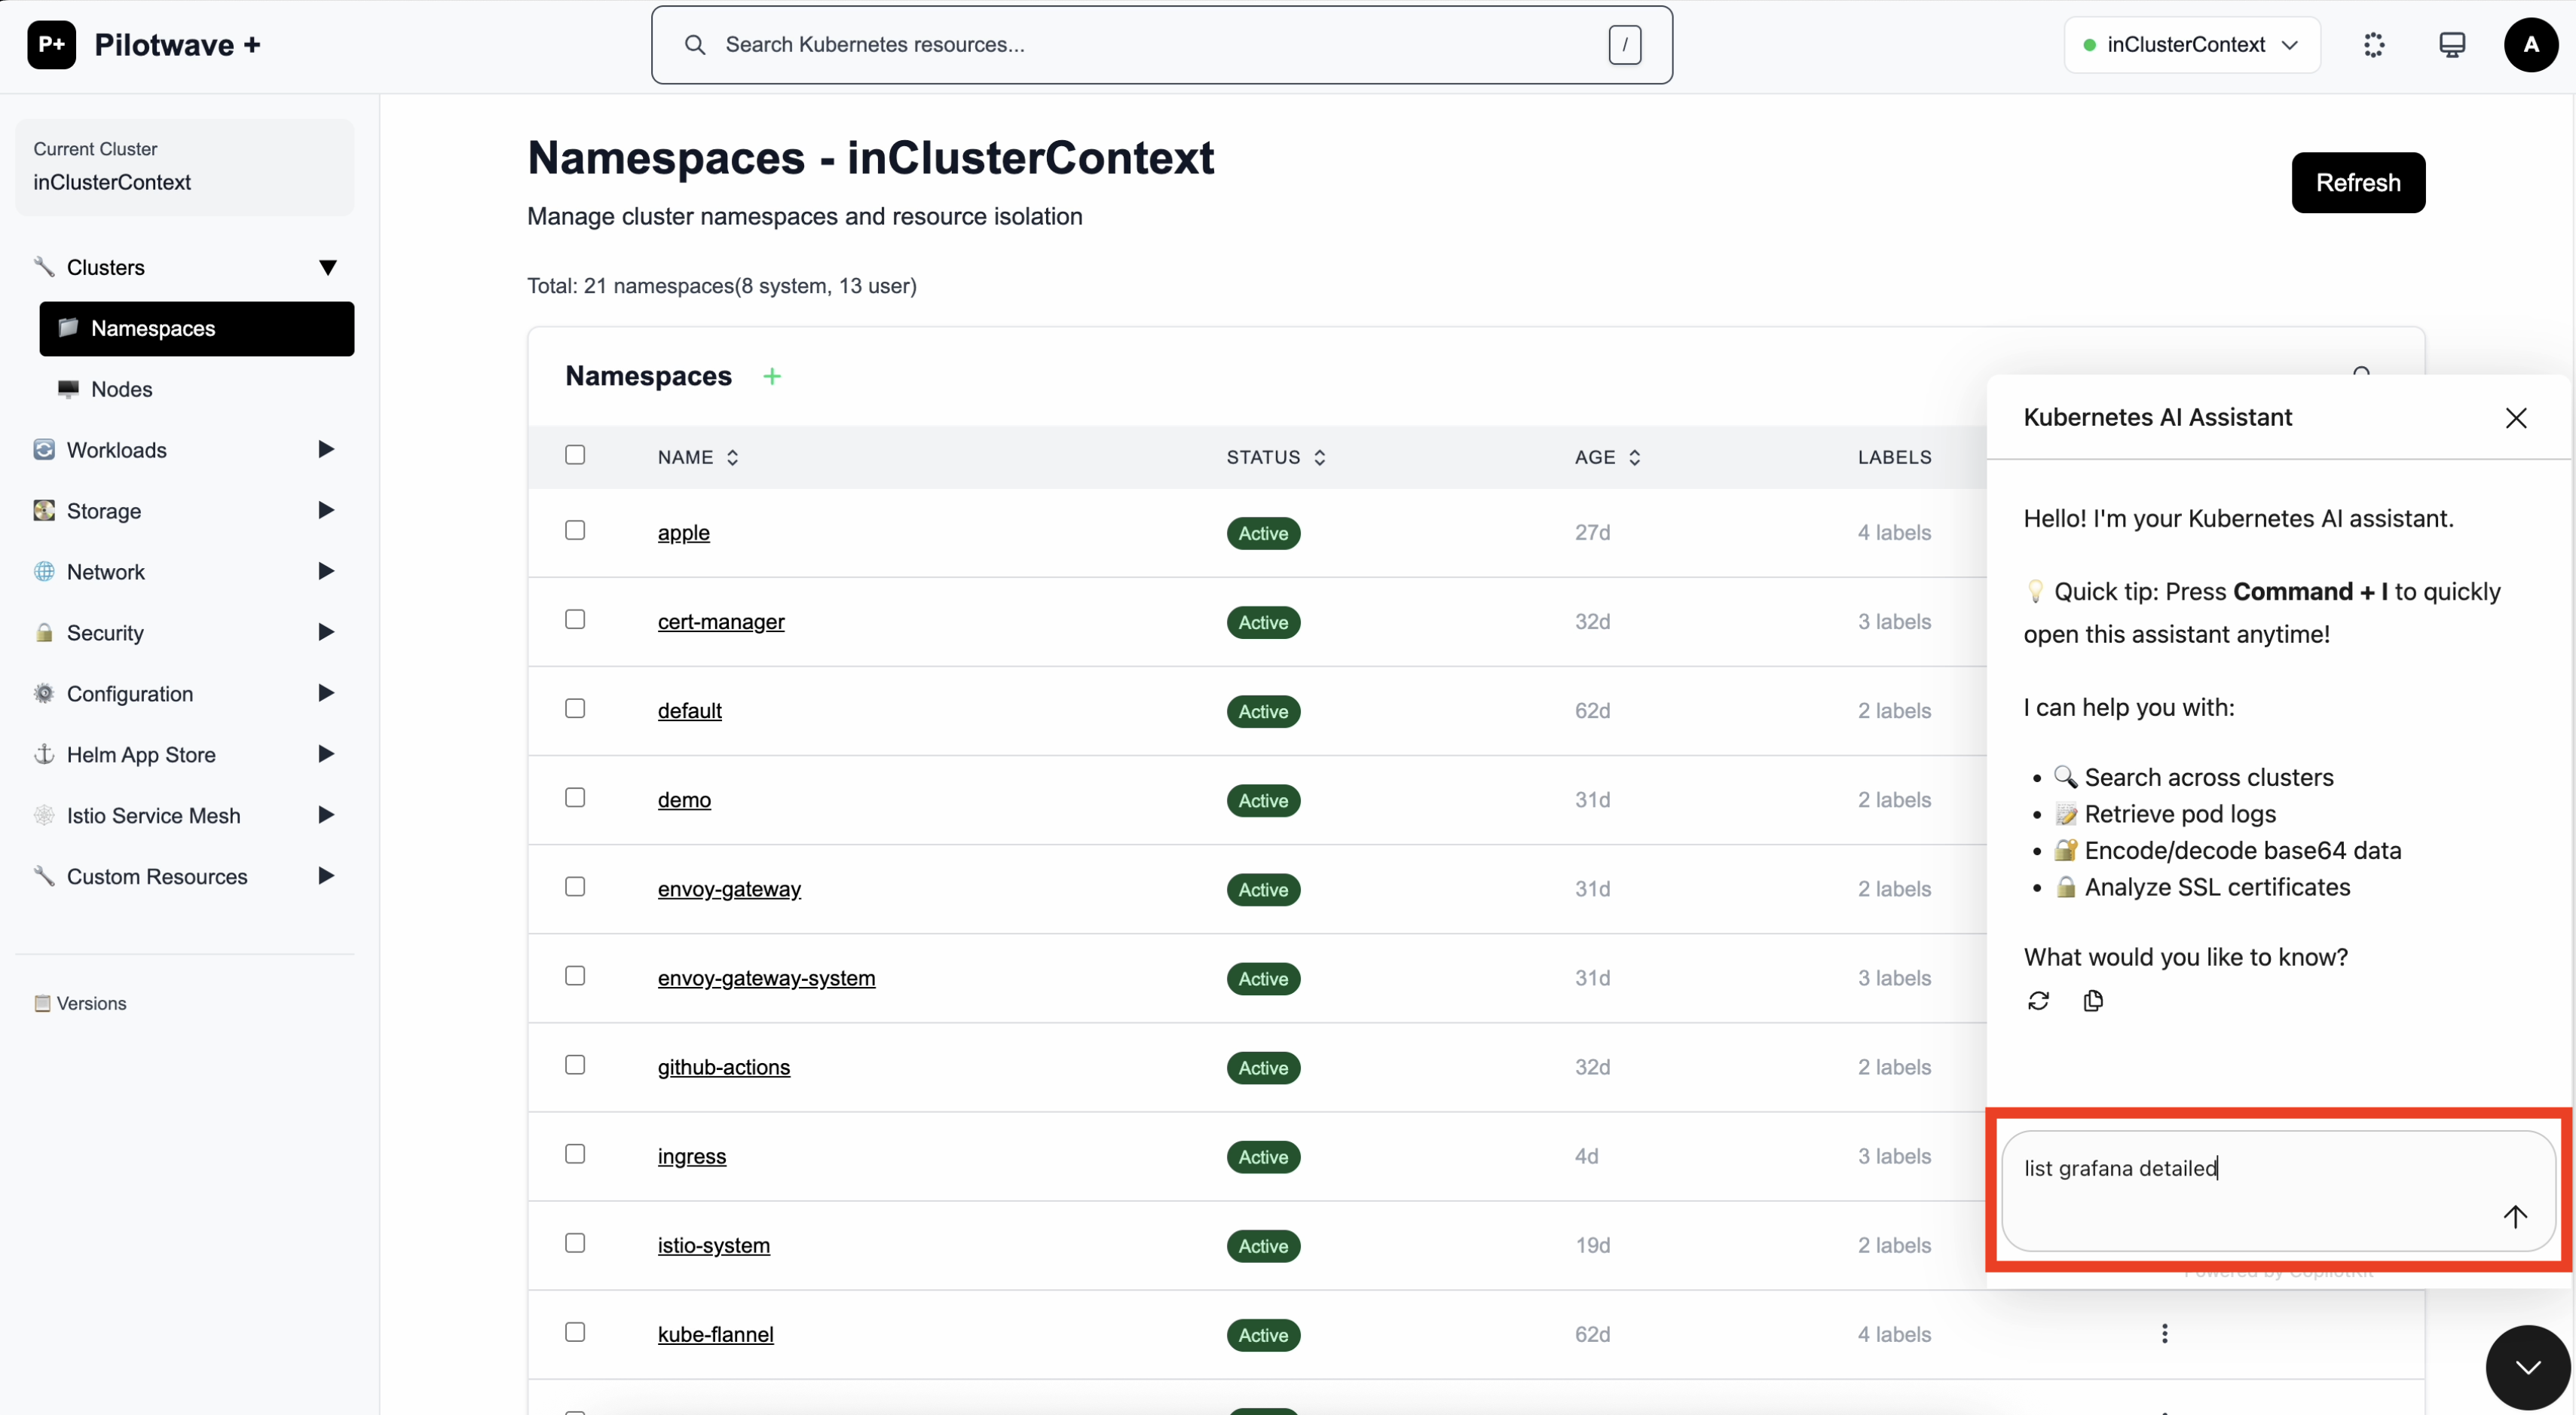 P+ Pilotwave +
Search Kubernetes resources... /
inClusterContext
A
Current Cluster
inClusterContext
Clusters
Namespaces
Nodes
Workloads
Storage
Network
Security
Configuration
Helm App Store
Istio Service Mesh
Custom Resources
Versions
Namespaces - inClusterContext
Manage cluster namespaces and resource isolation
Refresh
Total: 21 namespaces(8 system, 13 user)
Namespaces +
NAME STATUS AGE LABELS
apple Active 27d 4 labels
cert-manager Active 32d 3 labels
default Active 62d 2 labels
demo Active 31d 2 labels
envoy-gateway Active 31d 2 labels
envoy-gateway-system Active 31d 3 labels
github-actions Active 32d 2 labels
ingress Active 4d 3 labels
istio-system Active 19d 2 labels
kube-flannel Active 62d 4 labels
Kubernetes AI Assistant
Hello! I'm your Kubernetes AI assistant.
Quick tip: Press Command + I to quickly
open this assistant anytime!
I can help you with:
Search across clusters
Retrieve pod logs
Encode/decode base64 data
Analyze SSL certificates
What would you like to know?
list grafana detailed
Powered by CopilotKit